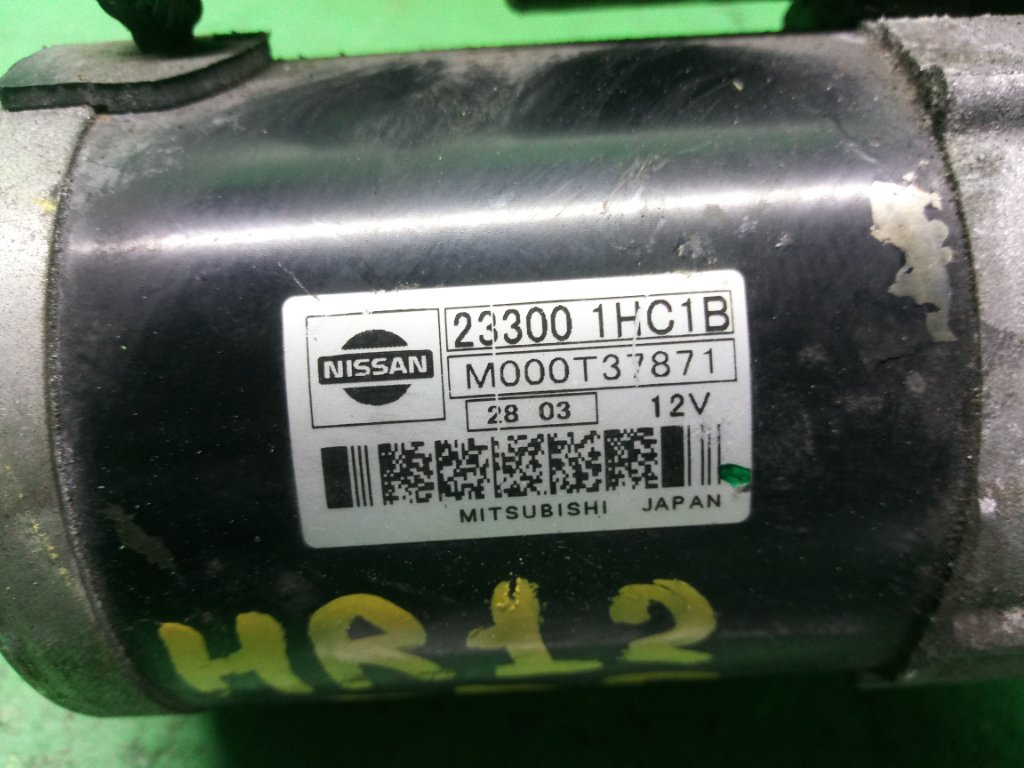 NISSAN
23300 1HC1B
M000T37871
28 03 12V
MITSUBISHI JAPAN
HR12